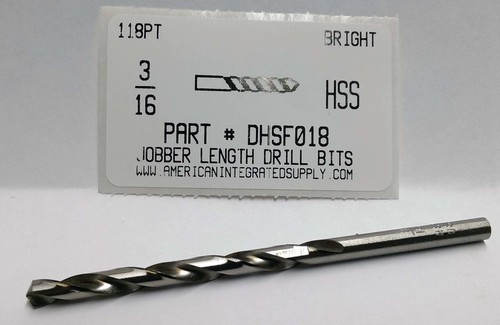 118PT BRIGHT
3/16 HSS
PART # DHSF018
JOBBER LENGTH DRILL BITS
WWW.AMERICANINTEGRATEDSUPPLY.COM